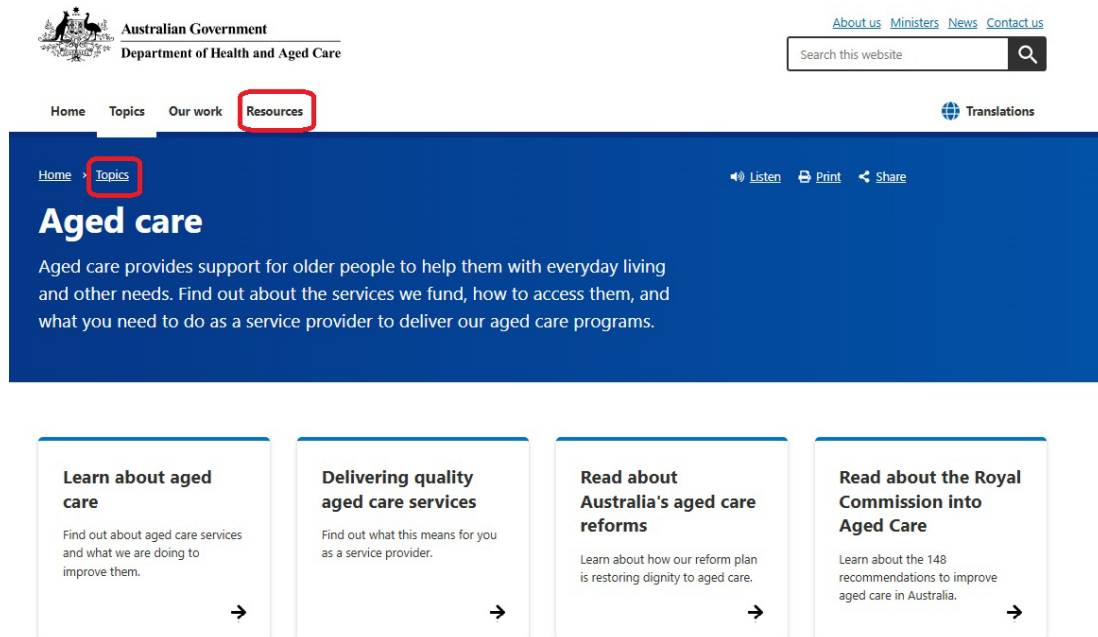 About us Ministers News Contact us
Australian Government
Department of Health and Aged Care
Search this website
Home Topics Our work Resources
Translations
Home › Topics
Listen Print Share
Aged care
Aged care provides support for older people to help them with everyday living
and other needs. Find out about the services we fund, how to access them, and
what you need to do as a service provider to deliver our aged care programs.
Learn about aged
care
Find out about aged care services
and what we are doing to
improve them.
Delivering quality
aged care services
Find out what this means for you
as a service provider.
Read about
Australia's aged care
reforms
Learn about how our reform plan
is restoring dignity to aged care.
Read about the Royal
Commission into
Aged Care
Learn about the 148
recommendations to improve
aged care in Australia.